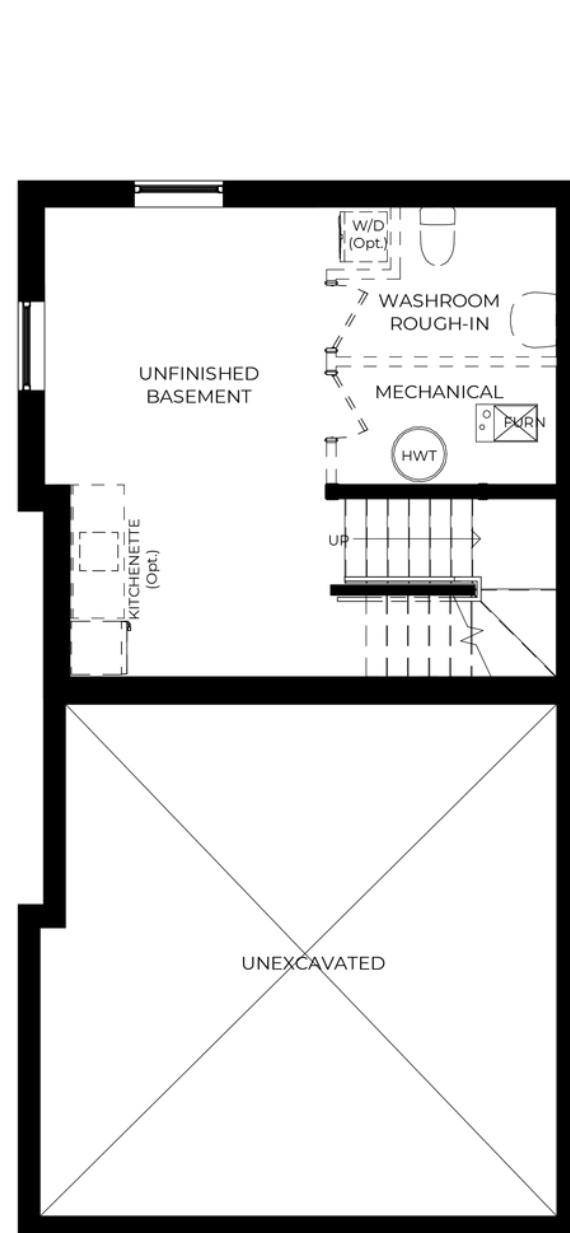 W/D
(Opt.)
WASHROOM
ROUGH-IN
UNFINISHED
BASEMENT
MECHANICAL
FURN
HWT
UP
KITCHENETTE
(Opt.)
UNEXCAVATED